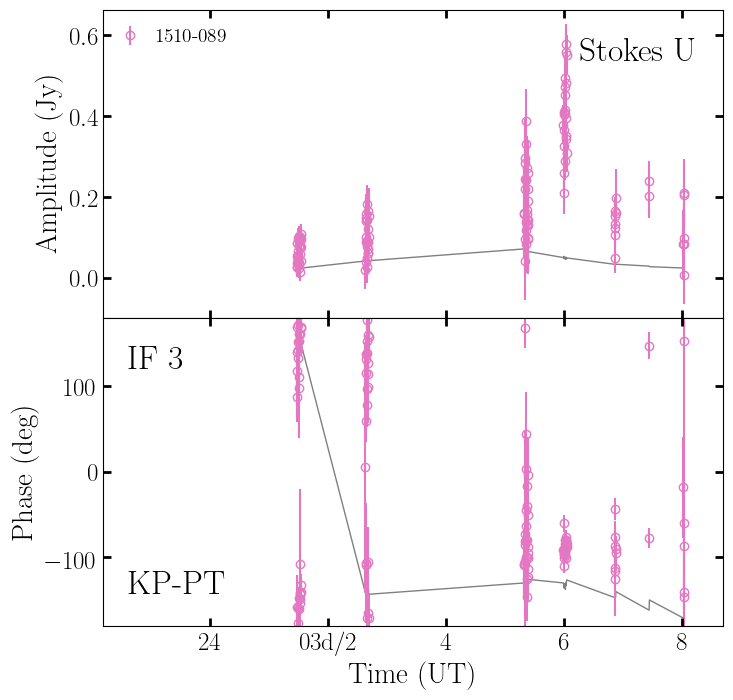 1510-089
Stokes U
0.6
0.4
0.2
0.0
Amplitude (Jy)
IF 3
KP-PT
100
0
−100
Phase (deg)
24
03d/2
4
6
8
Time (UT)